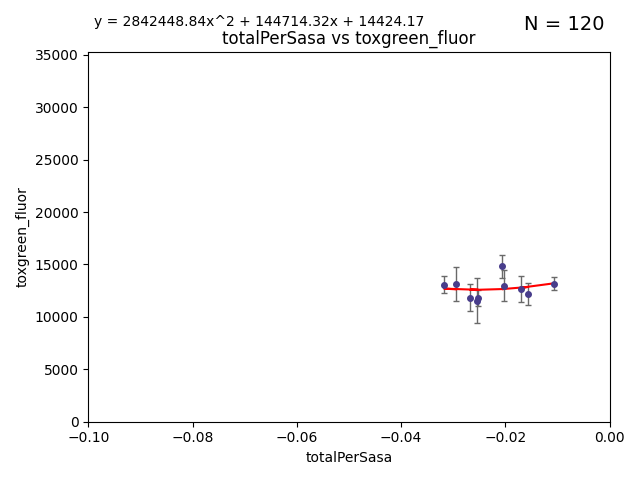 y = 2842448.84x^2 + 144714.32x + 14424.17
N = 120
totalPerSasa vs toxgreen_fluor
35000
30000
25000
20000
15000
10000
5000
0
toxgreen_fluor
−0.10 −0.08 −0.06 −0.04 −0.02 0.00
totalPerSasa